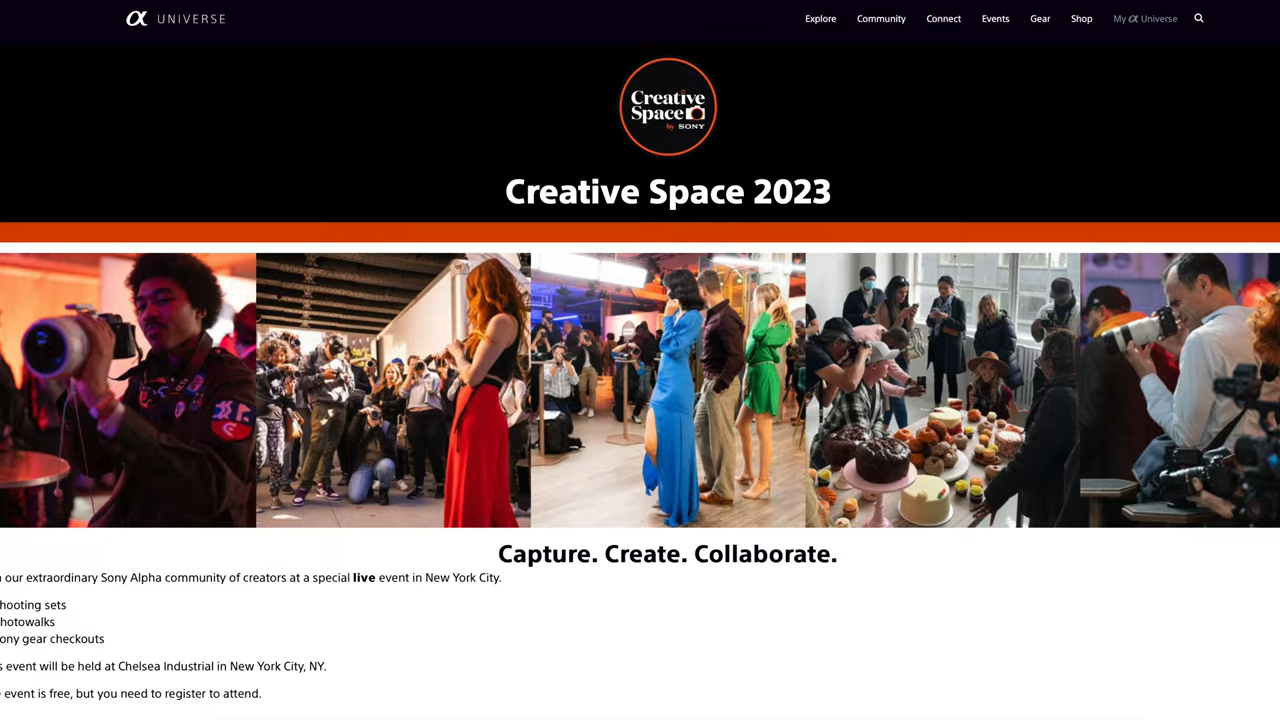 α UNIVERSE
Explore Community Connect Events Gear Shop My α Universe
Creative
Space
by SONY
Creative Space 2023
Capture. Create. Collaborate.
our extraordinary Sony Alpha community of creators at a special live event in New York City.
hooting sets
hotowalks
ony gear checkouts
s event will be held at Chelsea Industrial in New York City, NY.
event is free, but you need to register to attend.